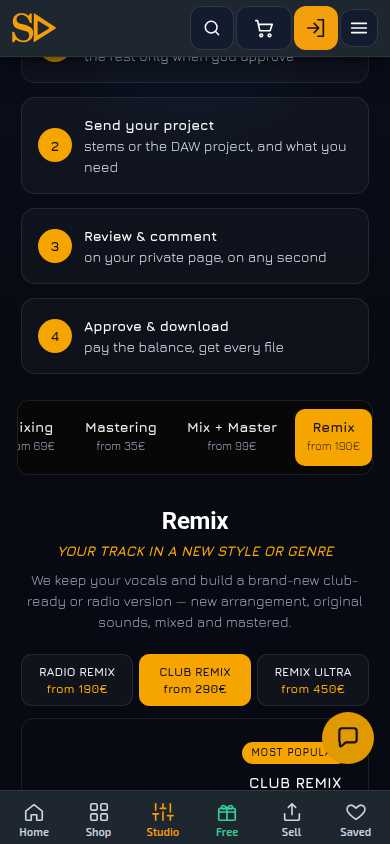 the rest only when you approve
2
Send your project
stems or the DAW project, and what you
need
3
Review & comment
on your private page, on any second
4
Approve & download
pay the balance, get every file
ixing
om 69€
Mastering
from 35€
Mix + Master
from 99€
Remix
from 190€
Remix
YOUR TRACK IN A NEW STYLE OR GENRE
We keep your vocals and build a brand-new club-
ready or radio version — new arrangement, original
sounds, mixed and mastered.
RADIO REMIX
from 190€
CLUB REMIX
from 290€
REMIX ULTRA
from 450€
MOST POPULA
CLUB REMIX
Home
Shop
Studio
Free
Sell
Saved